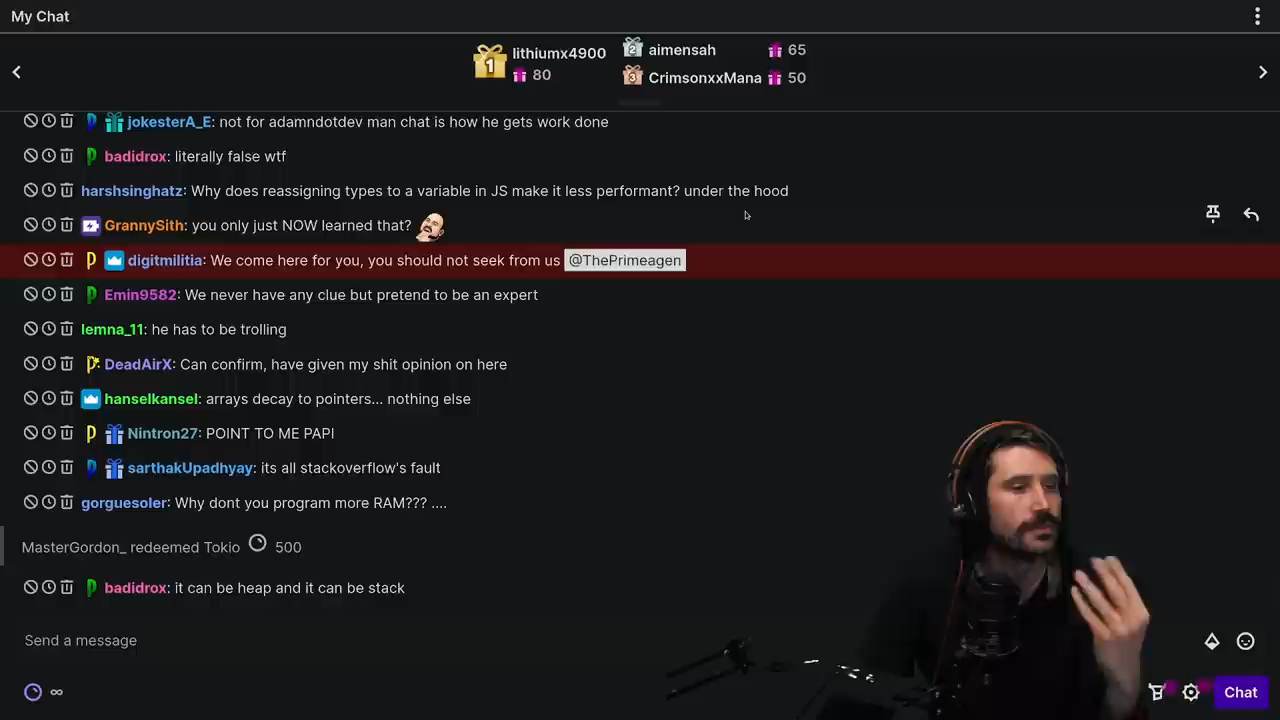 My Chat
1 lithiumx4900
80
2 aimensah 65
3 CrimsonxxMana 50
jokesterA_E: not for adamndotdev man chat is how he gets work done
badidrox: literally false wtf
harshsinghatz: Why does reassigning types to a variable in JS make it less performant? under the hood
GrannySith: you only just NOW learned that?
digitmilitia: We come here for you, you should not seek from us @ThePrimeagen
Emin9582: We never have any clue but pretend to be an expert
lemna_11: he has to be trolling
DeadAirX: Can confirm, have given my shit opinion on here
hanselkansel: arrays decay to pointers... nothing else
Nintron27: POINT TO ME PAPI
sarthakUpadhyay: its all stackoverflow's fault
gorguesoler: Why dont you program more RAM??? ....
MasterGordon_ redeemed Tokio 500
badidrox: it can be heap and it can be stack
Send a message
∞
Chat